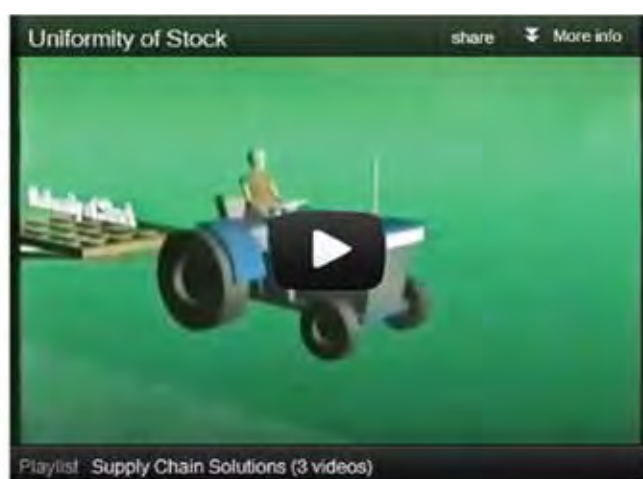 Uniformity of Stock
share
More info
Playlist Supply Chain Solutions (3 videos)